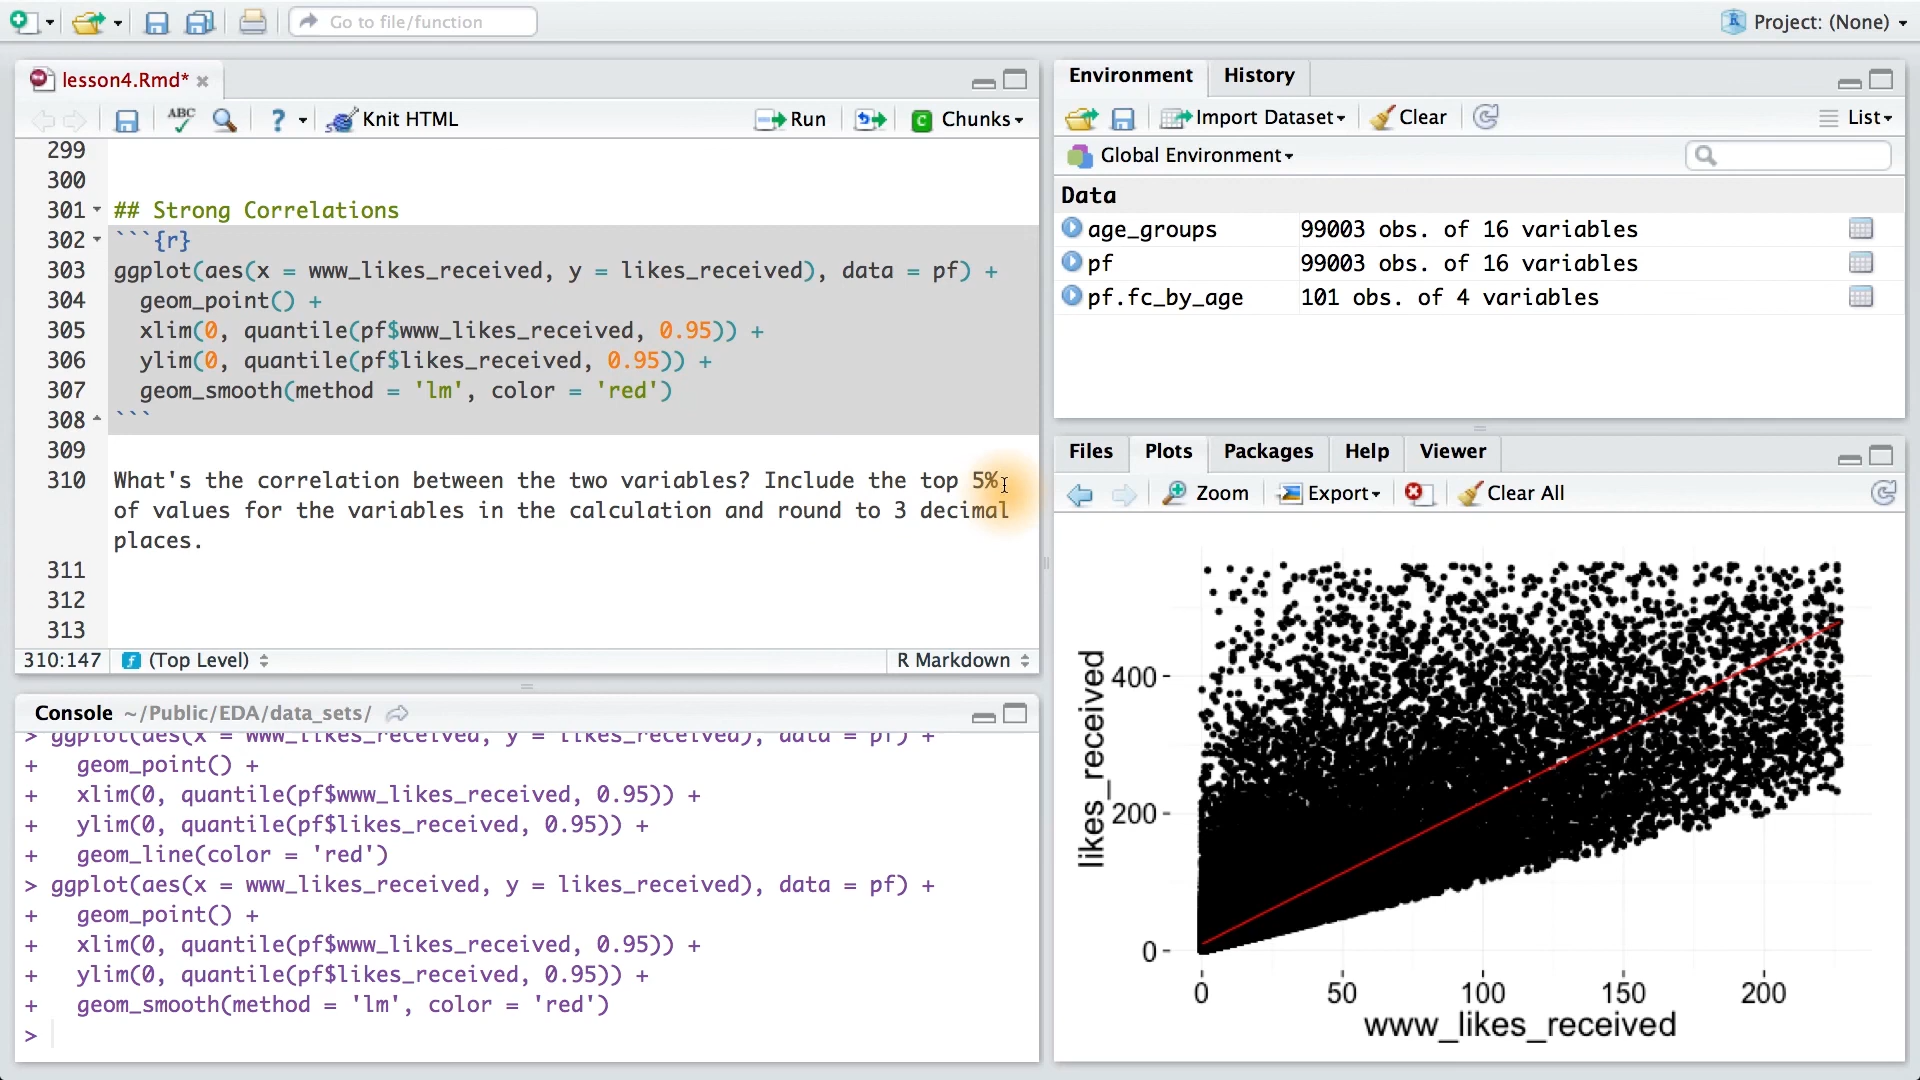 Go to file/function
Project: (None)
lesson4.Rmd*
ABC
?
Knit HTML
Run
C Chunks
299
300
301 ## Strong Correlations
302 ```{r}
303 ggplot(aes(x = www_likes_received, y = likes_received), data = pf) +
304 geom_point() +
305 xlim(0, quantile(pf$www_likes_received, 0.95)) +
306 ylim(0, quantile(pf$likes_received, 0.95)) +
307 geom_smooth(method = 'lm', color = 'red')
308 ```
309
310 What's the correlation between the two variables? Include the top 5%
of values for the variables in the calculation and round to 3 decimal
places.
311
312
313
310:147 (Top Level) R Markdown
Console ~/Public/EDA/data_sets/
> ggplot(aes(x = www_likes_received, y = likes_received), data = pf) +
+ geom_point() +
+ xlim(0, quantile(pf$www_likes_received, 0.95)) +
+ ylim(0, quantile(pf$likes_received, 0.95)) +
+ geom_line(color = 'red')
> ggplot(aes(x = www_likes_received, y = likes_received), data = pf) +
+ geom_point() +
+ xlim(0, quantile(pf$www_likes_received, 0.95)) +
+ ylim(0, quantile(pf$likes_received, 0.95)) +
+ geom_smooth(method = 'lm', color = 'red')
>
Environment History
Import Dataset Clear List
Global Environment
Data
age_groups 99003 obs. of 16 variables
pf 99003 obs. of 16 variables
pf.fc_by_age 101 obs. of 4 variables
Files Plots Packages Help Viewer
Zoom Export Clear All
likes_received
400
200
0
0 50 100 150 200
www_likes_received